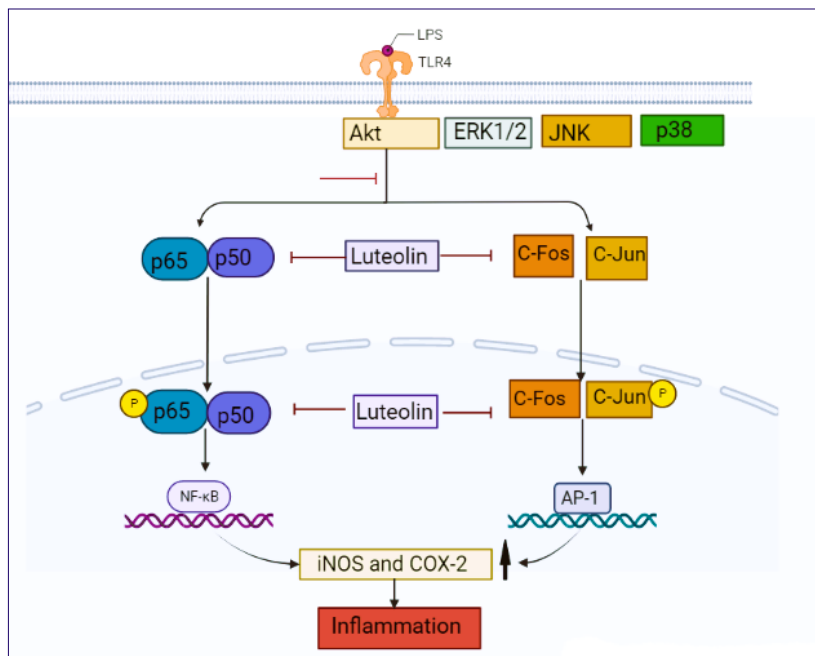 LPS
TLR4
Akt
ERK1/2
JNK
p38
p65
p50
Luteolin
C-Fos
C-Jun
P
p65
p50
Luteolin
C-Fos
C-Jun
P
NF-κB
AP-1
iNOS and COX-2
Inflammation